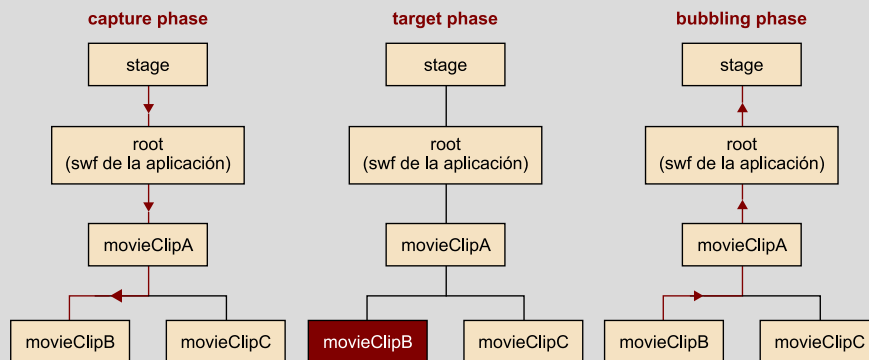 capture phase
stage
root
(swf de la aplicación)
movieClipA
movieClipB
movieClipC
target phase
stage
root
(swf de la aplicación)
movieClipA
movieClipB
movieClipC
bubbling phase
stage
root
(swf de la aplicación)
movieClipA
movieClipB
movieClipC